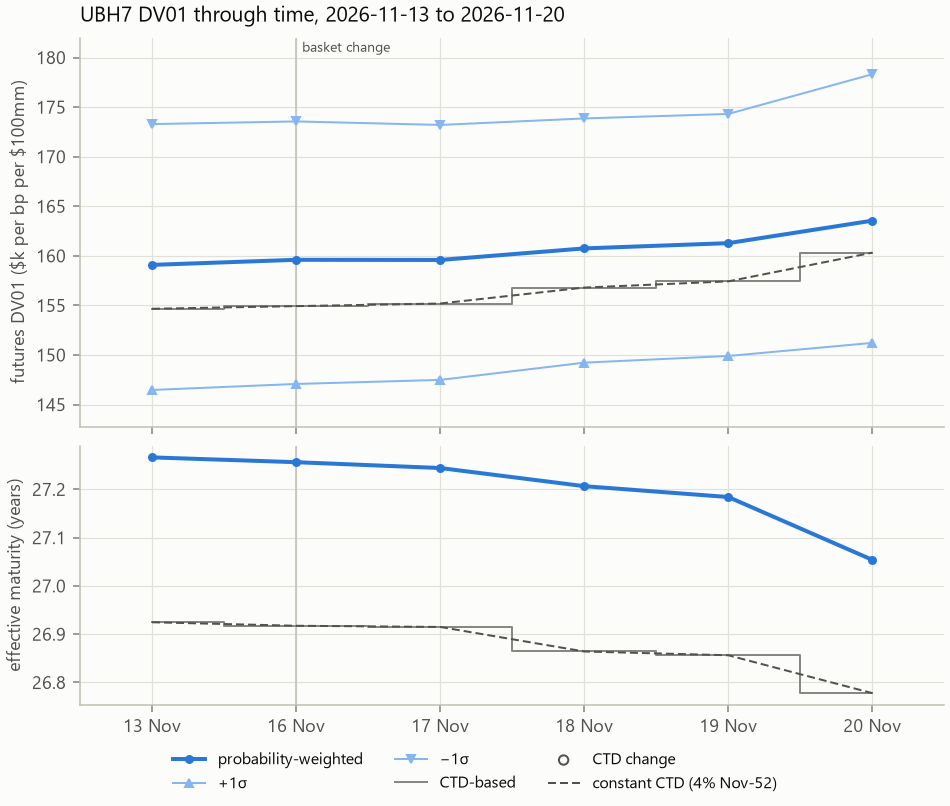 UBH7 DV01 through time, 2026-11-13 to 2026-11-20
basket change
futures DV01 ($k per bp per $100mm)
180
175
170
165
160
155
150
145
effective maturity (years)
27.2
27.1
27.0
26.9
26.8
13 Nov 16 Nov 17 Nov 18 Nov 19 Nov 20 Nov
probability-weighted −1σ CTD change
+1σ CTD-based constant CTD (4% Nov-52)